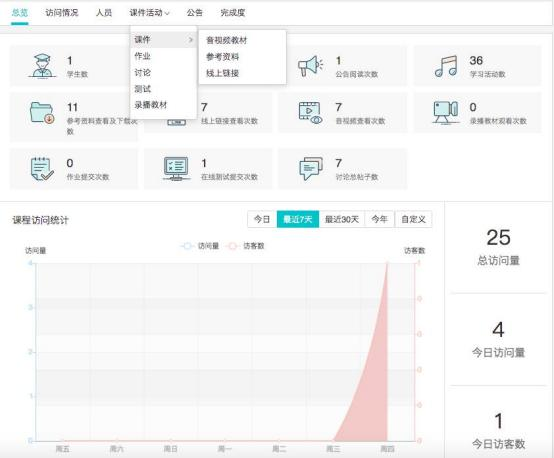 总览 访问情况 人员 课件活动 公告 完成度
课件 >
作业
讨论
测试
录播教材
音视频教材
参考资料
线上链接
1
学生数
1
公告阅读次数
36
学习活动数
11
参考资料查看及下载次数
7
线上链接查看次数
7
音视频查看次数
0
录播教材观看次数
0
作业提交次数
1
在线测试提交次数
7
讨论总帖子数
课程访问统计
今日 最近7天 最近30天 今年 自定义
访问量 访问量 访客数 访客数
4
3
2
1
0
1
0
0
0
0
0
周五 周六 周日 周一 周二 周三 周四
25
总访问量
4
今日访问量
1
今日访客数